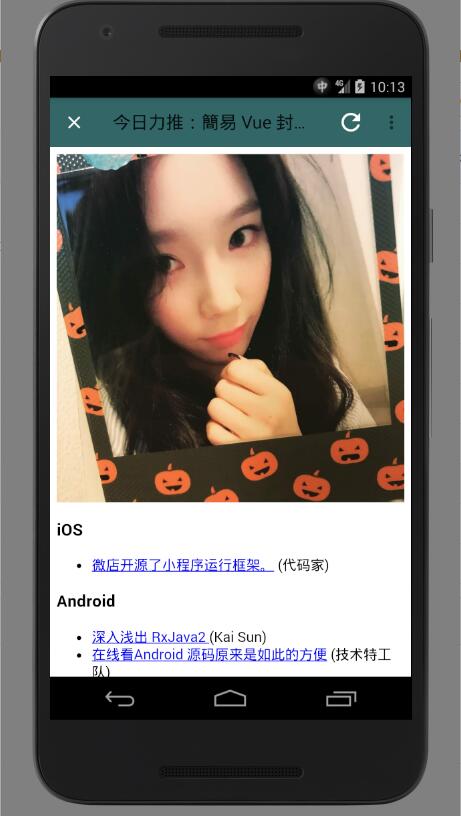 中 4G 10:13
今日力推：簡易 Vue 封...
iOS
微店开源了小程序运行框架。 (代码家)
Android
深入浅出 RxJava2 (Kai Sun)
在线看Android 源码原来是如此的方便 (技术特工
队)